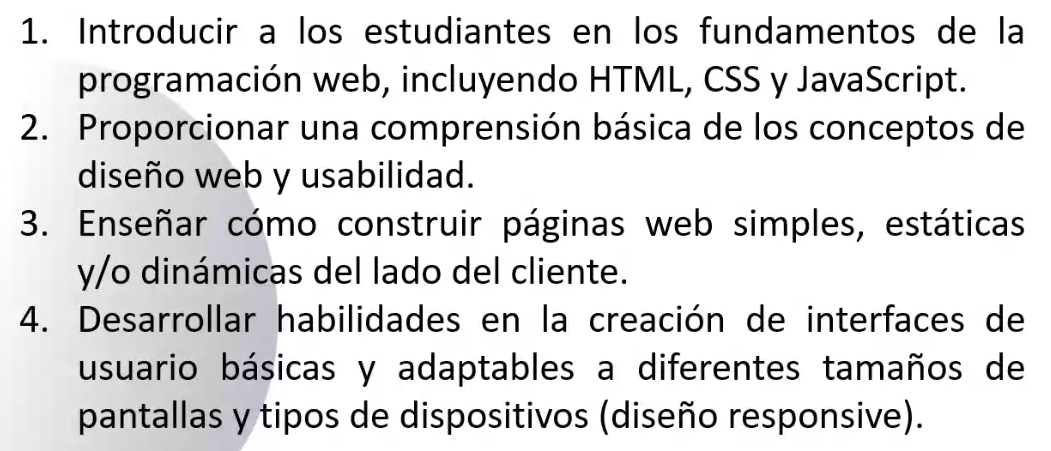 1. Introducir a los estudiantes en los fundamentos de la
programación web, incluyendo HTML, CSS y JavaScript.
2. Proporcionar una comprensión básica de los conceptos de
diseño web y usabilidad.
3. Enseñar cómo construir páginas web simples, estáticas
y/o dinámicas del lado del cliente.
4. Desarrollar habilidades en la creación de interfaces de
usuario básicas y adaptables a diferentes tamaños de
pantallas y tipos de dispositivos (diseño responsive).